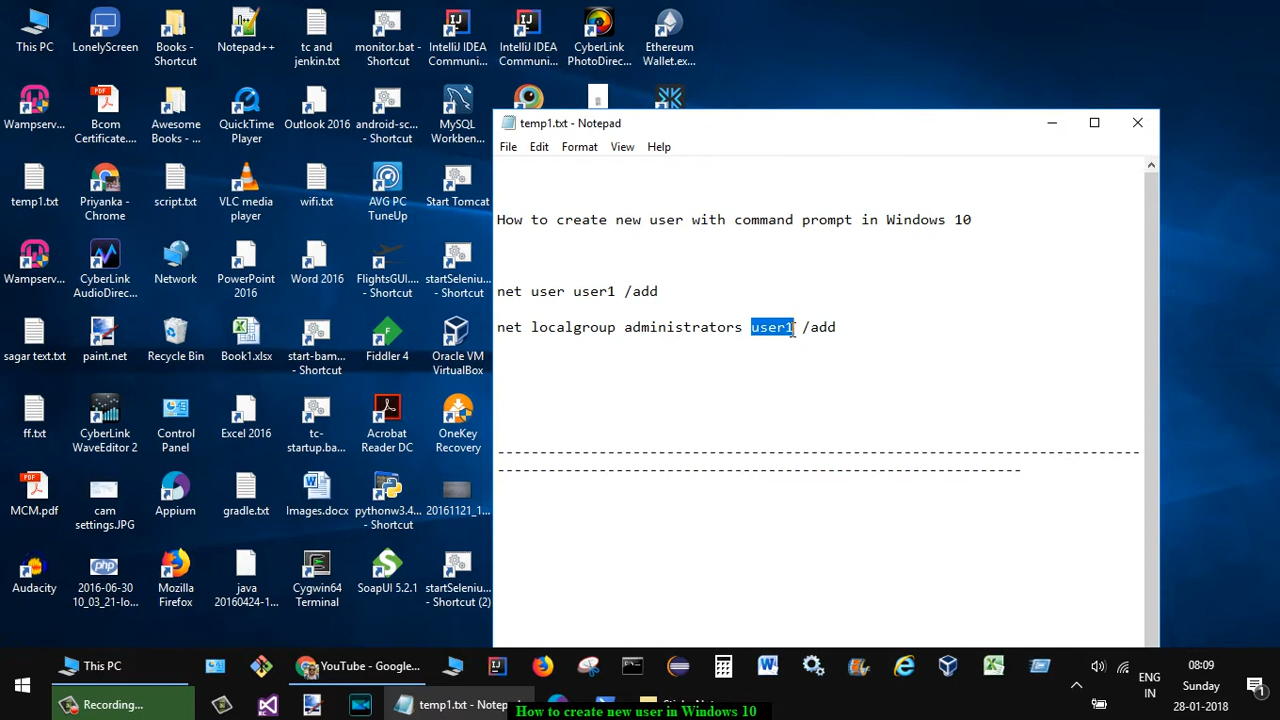 This PC
LonelyScreen
Books -
Shortcut
Notepad++
tc and
jenkin.txt
monitor.bat -
Shortcut
IntelliJ IDEA
Communi...
IntelliJ IDEA
Communi...
CyberLink
PhotoDirec...
Ethereum
Wallet.ex...
Wampserv...
Bcom
Certificate...
Awesome
Books - ...
QuickTime
Player
Outlook 2016
android-sc...
- Shortcut
MySQL
Workben...
temp1.txt
Priyanka -
Chrome
script.txt
VLC media
player
wifi.txt
AVG PC
TuneUp
Start Tomcat
Wampserv...
CyberLink
AudioDirec...
Network
PowerPoint
2016
Word 2016
FlightsGUI....
- Shortcut
startSeleniu...
- Shortcut
sagar text.txt
paint.net
Recycle Bin
Book1.xlsx
start-bam...
- Shortcut
Fiddler 4
Oracle VM
VirtualBox
ff.txt
CyberLink
WaveEditor 2
Control
Panel
Excel 2016
tc-
startup.ba...
Acrobat
Reader DC
OneKey
Recovery
MCM.pdf
cam
settings.JPG
Appium
gradle.txt
Images.docx
pythonw3.4...
- Shortcut
20161121_1...
Audacity
2016-06-30
10_03_21-Io...
Mozilla
Firefox
java
20160424-1...
Cygwin64
Terminal
SoapUI 5.2.1
startSeleniu...
- Shortcut (2)
temp1.txt - Notepad
File Edit Format View Help
How to create new user with command prompt in Windows 10
net user user1 /add
net localgroup administrators user1 /add
------------------------------------------------------------------------------
--------------------------------------------------------------
This PC
YouTube - Google...
Recording...
temp1.txt - Notep...
ENG
IN
08:09
Sunday
28-01-2018
1
How to create new user in Windows 10